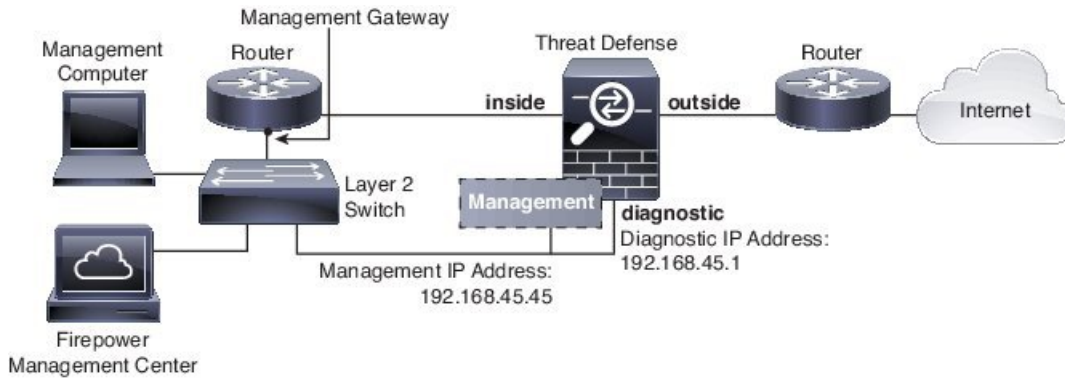 Management Gateway
Management
Computer
Router
Threat Defense
Router
inside
outside
Internet
Layer 2
Switch
Management
diagnostic
Diagnostic IP Address:
192.168.45.1
Management IP Address:
192.168.45.45
Firepower
Management Center